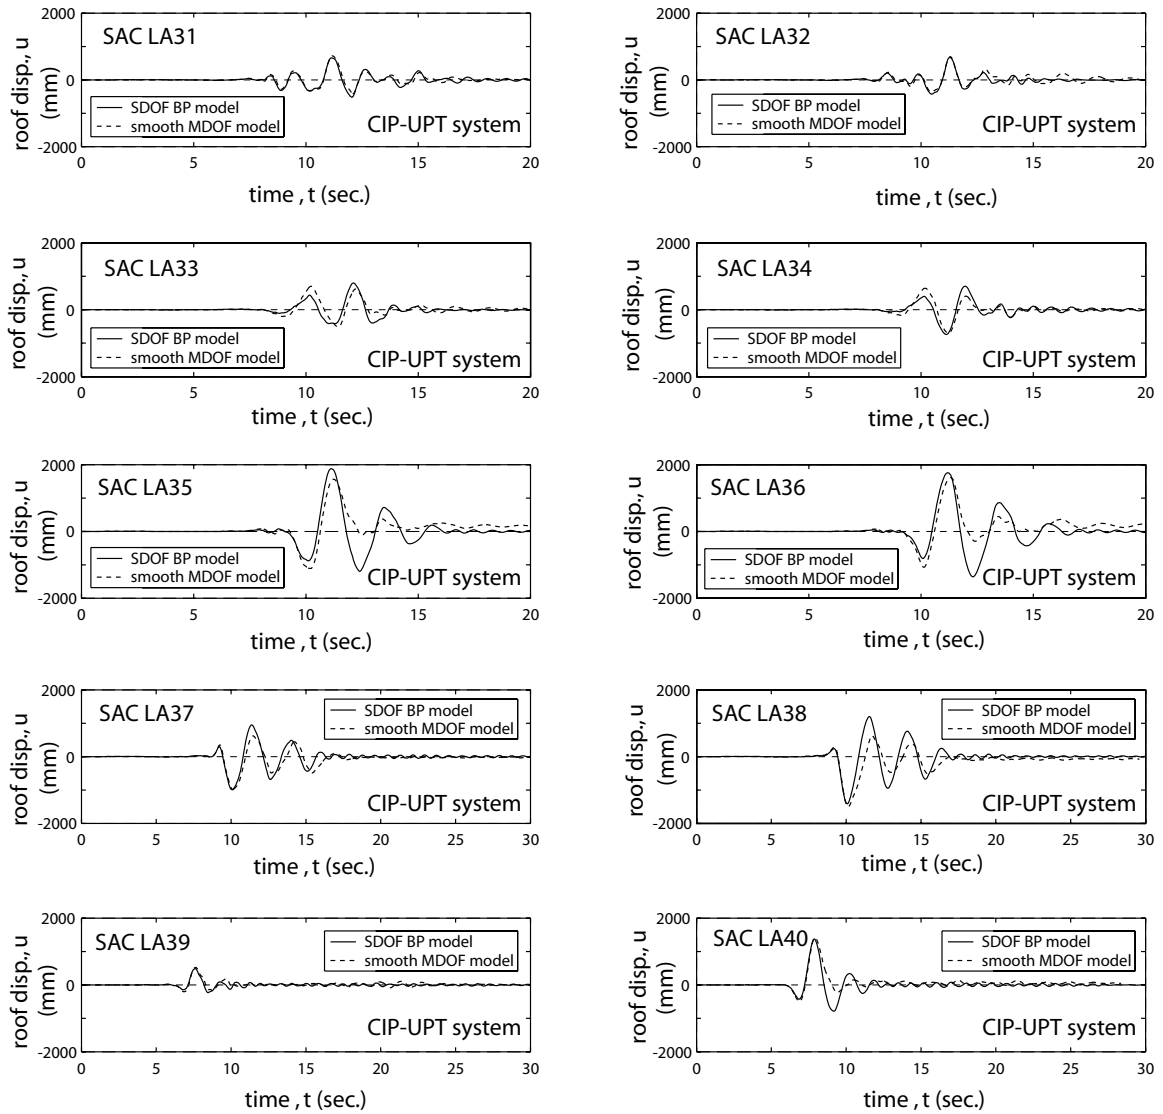 SAC LA31
roof disp., u
(mm)
2000
0
-2000
SDOF BP model
smooth MDOF model
CIP-UPT system
0 5 10 15 20
time , t (sec.)
SAC LA32
roof disp., u
(mm)
2000
0
-2000
SDOF BP model
smooth MDOF model
CIP-UPT system
0 5 10 15 20
time , t (sec.)
SAC LA33
roof disp., u
(mm)
2000
0
-2000
SDOF BP model
smooth MDOF model
CIP-UPT system
0 5 10 15 20
time , t (sec.)
SAC LA34
roof disp., u
(mm)
2000
0
-2000
SDOF BP model
smooth MDOF model
CIP-UPT system
0 5 10 15 20
time , t (sec.)
SAC LA35
roof disp., u
(mm)
2000
0
-2000
SDOF BP model
smooth MDOF model
CIP-UPT system
0 5 10 15 20
time , t (sec.)
SAC LA36
roof disp., u
(mm)
2000
0
-2000
SDOF BP model
smooth MDOF model
CIP-UPT system
0 5 10 15 20
time , t (sec.)
SAC LA37
roof disp., u
(mm)
2000
0
-2000
SDOF BP model
smooth MDOF model
CIP-UPT system
0 5 10 15 20 25 30
time , t (sec.)
SAC LA38
roof disp., u
(mm)
2000
0
-2000
SDOF BP model
smooth MDOF model
CIP-UPT system
0 5 10 15 20 25 30
time , t (sec.)
SAC LA39
roof disp., u
(mm)
2000
0
-2000
SDOF BP model
smooth MDOF model
CIP-UPT system
0 5 10 15 20 25 30
time , t (sec.)
SAC LA40
roof disp., u
(mm)
2000
0
-2000
SDOF BP model
smooth MDOF model
CIP-UPT system
0 5 10 15 20 25 30
time , t (sec.)